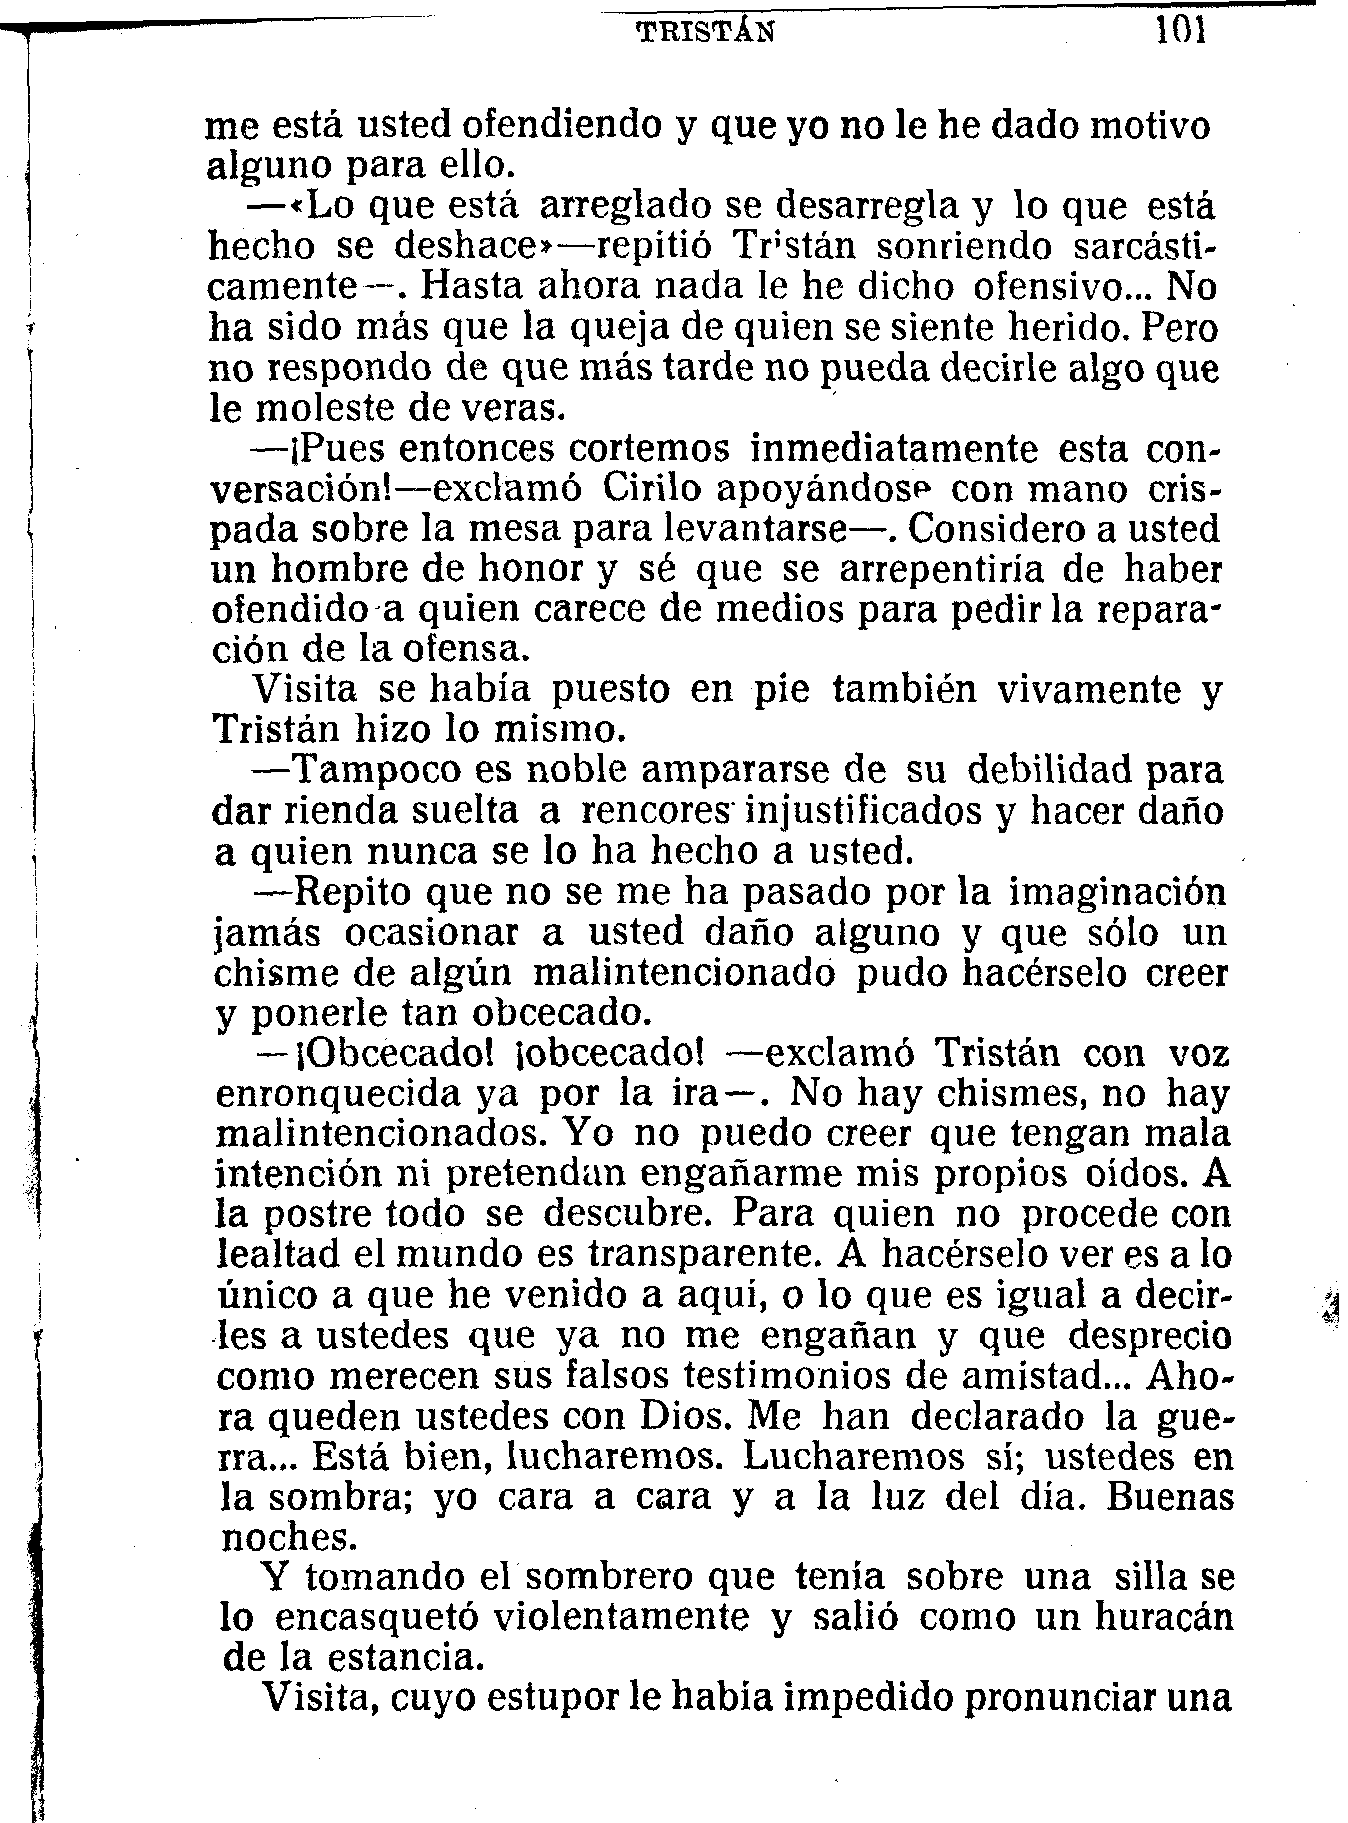 TRISTÁN 101
me está usted ofendiendo y que yo no le he dado motivo
alguno para ello.
—«Lo que está arreglado se desarregla y lo que está
hecho se deshace»—repitió Tristán sonriendo sarcásti-
camente—. Hasta ahora nada le he dicho ofensivo... No
ha sido más que la queja de quien se siente herido. Pero
no respondo de que más tarde no pueda decirle algo que
le moleste de veras.
—¡Pues entonces cortemos inmediatamente esta con-
versación!—exclamó Cirilo apoyándose con mano cris-
pada sobre la mesa para levantarse—. Considero a usted
un hombre de honor y sé que se arrepentiría de haber
ofendido a quien carece de medios para pedir la repara-
ción de la ofensa.
Visita se había puesto en pie también vivamente y
Tristán hizo lo mismo.
—Tampoco es noble ampararse de su debilidad para
dar rienda suelta a rencores injustificados y hacer daño
a quien nunca se lo ha hecho a usted.
—Repito que no se me ha pasado por la imaginación
jamás ocasionar a usted daño alguno y que sólo un
chisme de algún malintencionado pudo hacérselo creer
y ponerle tan obcecado.
—¡Obcecado! ¡obcecado! —exclamó Tristán con voz
enronquecida ya por la ira—. No hay chismes, no hay
malintencionados. Yo no puedo creer que tengan mala
intención ni pretendan engañarme mis propios oídos. A
la postre todo se descubre. Para quien no procede con
lealtad el mundo es transparente. A hacérselo ver es a lo
único a que he venido a aquí, o lo que es igual a decir-
les a ustedes que ya no me engañan y que desprecio
como merecen sus falsos testimonios de amistad... Aho-
ra queden ustedes con Dios. Me han declarado la gue-
rra... Está bien, lucharemos. Lucharemos sí; ustedes en
la sombra; yo cara a cara y a la luz del día. Buenas
noches.
Y tomando el sombrero que tenía sobre una silla se
lo encasquetó violentamente y salió como un huracán
de la estancia.
Visita, cuyo estupor le había impedido pronunciar una